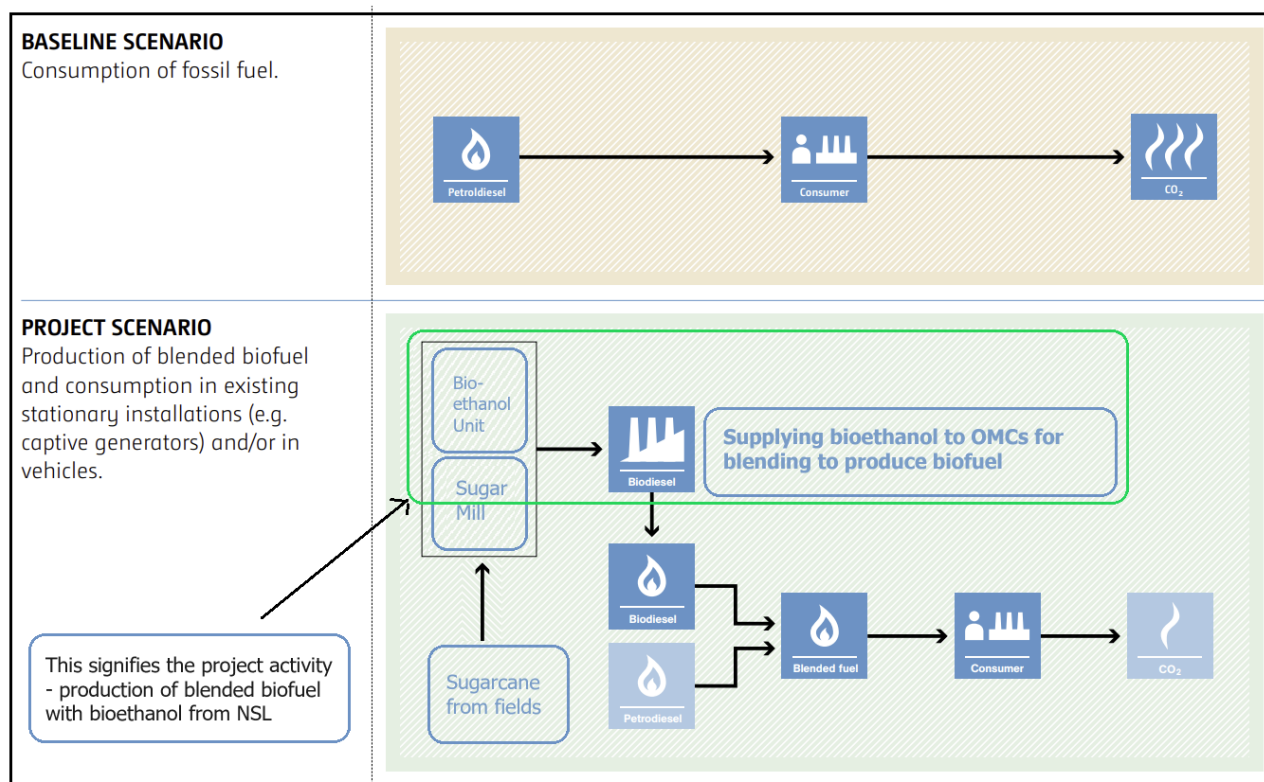 BASELINE SCENARIO
Consumption of fossil fuel.
Petroldiesel
Consumer
CO₂
PROJECT SCENARIO
Production of blended biofuel
and consumption in existing
stationary installations (e.g.
captive generators) and/or in
vehicles.
Bio-
ethanol
Unit
Sugar
Mill
Biodiesel
Supplying bioethanol to OMCs for
blending to produce biofuel
Biodiesel
Petrodiesel
Blended fuel
Consumer
CO₂
Sugarcane
from fields
This signifies the project activity
- production of blended biofuel
with bioethanol from NSL